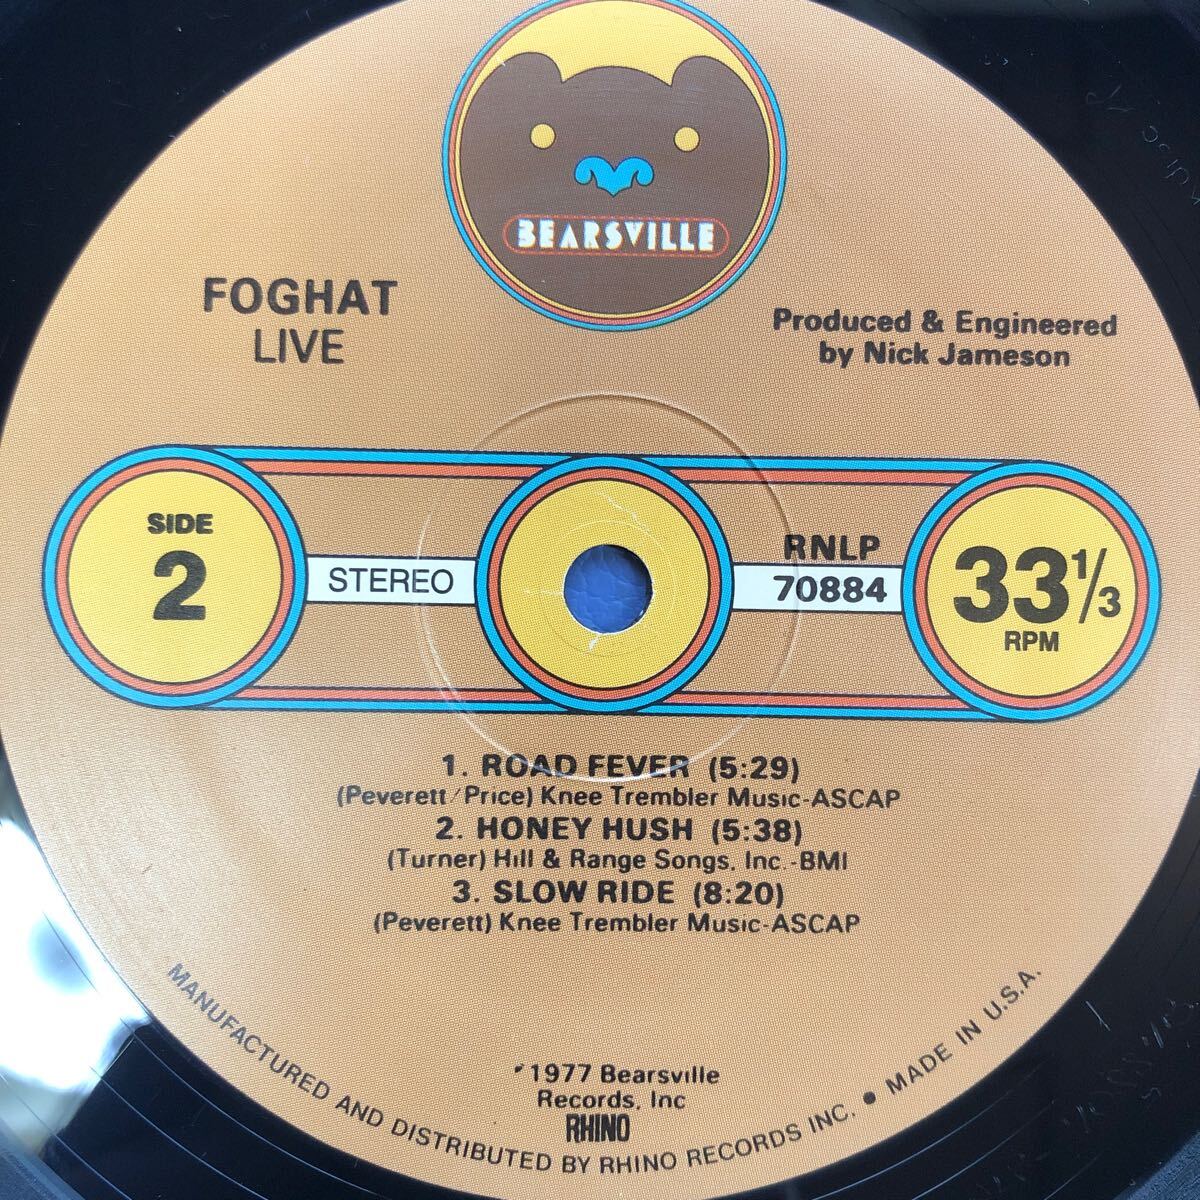 BEARSVILLE
FOGHAT
LIVE
Produced & Engineered
by Nick Jameson
SIDE
2
STEREO
RNLP
70884
33 1/3
RPM
1. ROAD FEVER (5:29)
(Peverett/Price) Knee Trembler Music-ASCAP
2. HONEY HUSH (5:38)
(Turner) Hill & Range Songs, Inc.-BMI
3. SLOW RIDE (8:20)
(Peverett) Knee Trembler Music-ASCAP
1977 Bearsville
Records, Inc
RHINO
MANUFACTURED AND DISTRIBUTED BY RHINO RECORDS INC. ● MADE IN U.S.A.